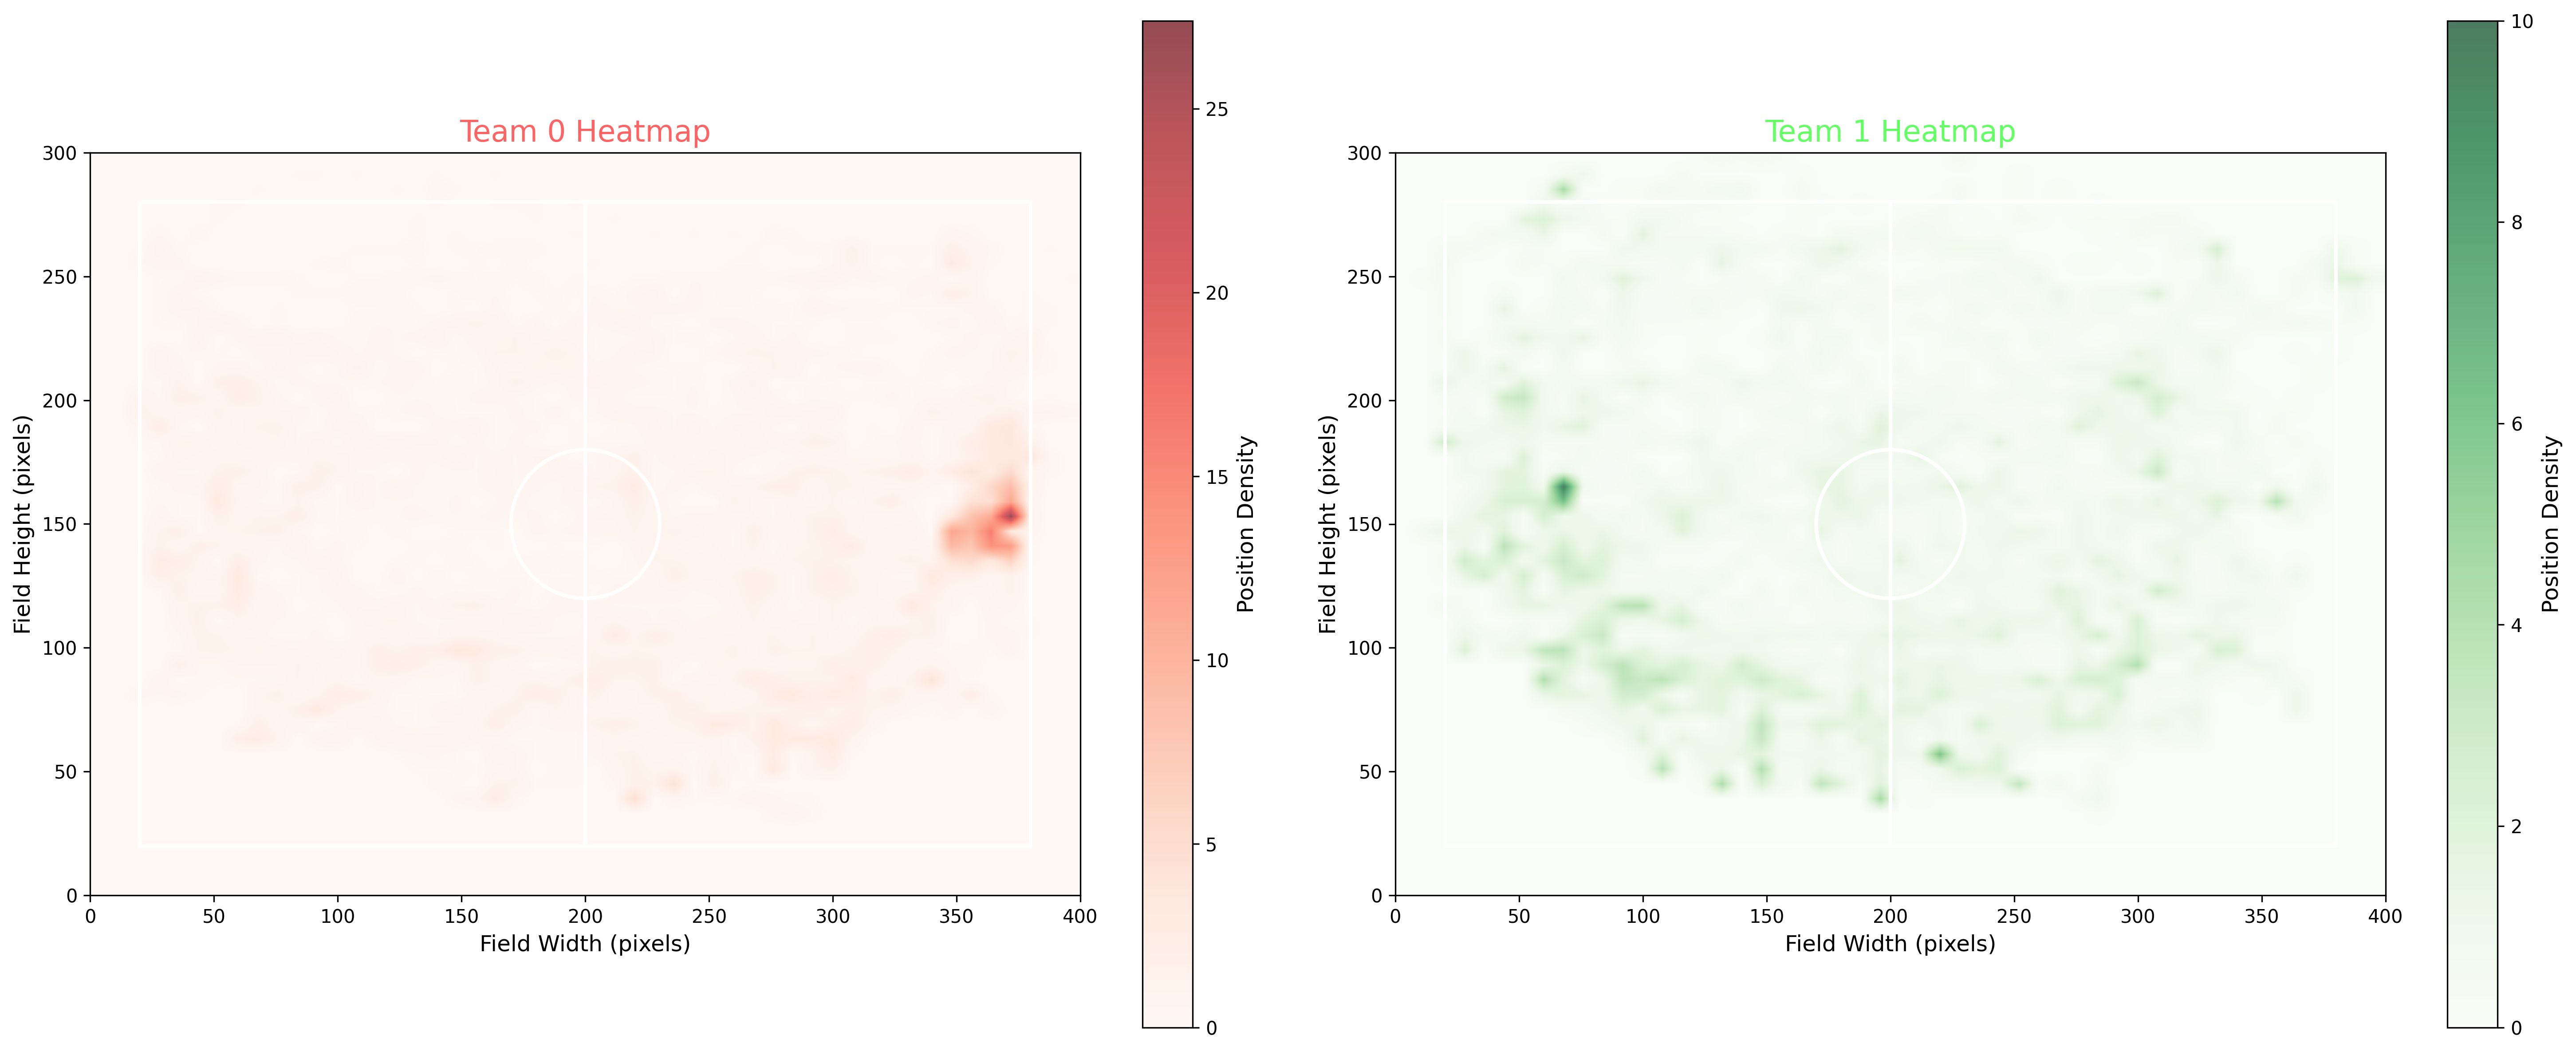 Team 0 Heatmap
300
250
200
150
100
50
0
0 50 100 150 200 250 300 350 400
Field Height (pixels)
Field Width (pixels)
25
20
15
10
5
0
Position Density
Team 1 Heatmap
300
250
200
150
100
50
0
0 50 100 150 200 250 300 350 400
Field Height (pixels)
Field Width (pixels)
10
8
6
4
2
0
Position Density